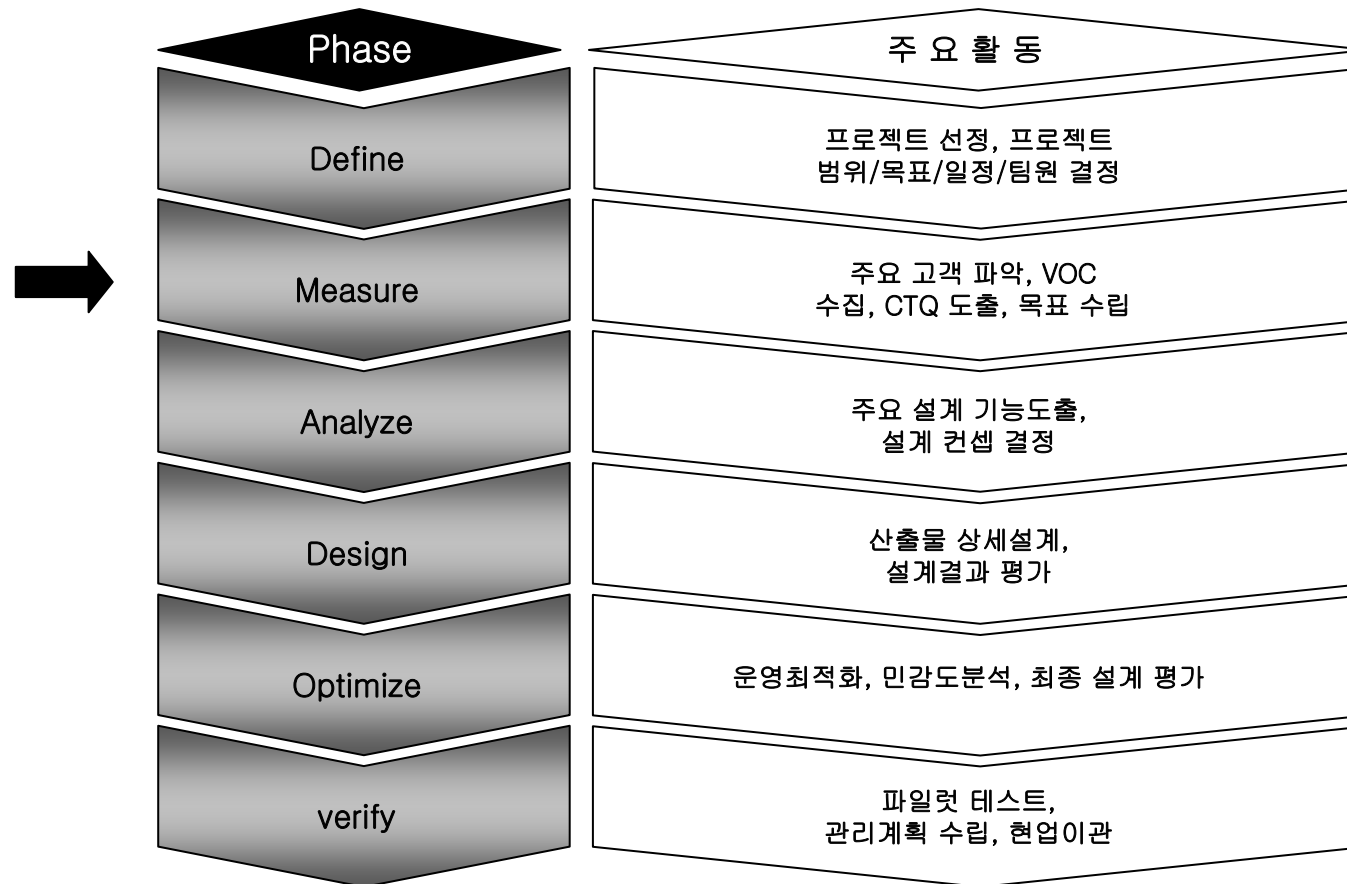 Phase
주 요 활 동
Define
프로젝트 선정, 프로젝트
범위/목표/일정/팀원 결정
Measure
주요 고객 파악, VOC
수집, CTQ 도출, 목표 수립
Analyze
주요 설계 기능도출,
설계 컨셉 결정
Design
산출물 상세설계,
설계결과 평가
Optimize
운영최적화, 민감도분석, 최종 설계 평가
verify
파일럿 테스트,
관리계획 수립, 현업이관